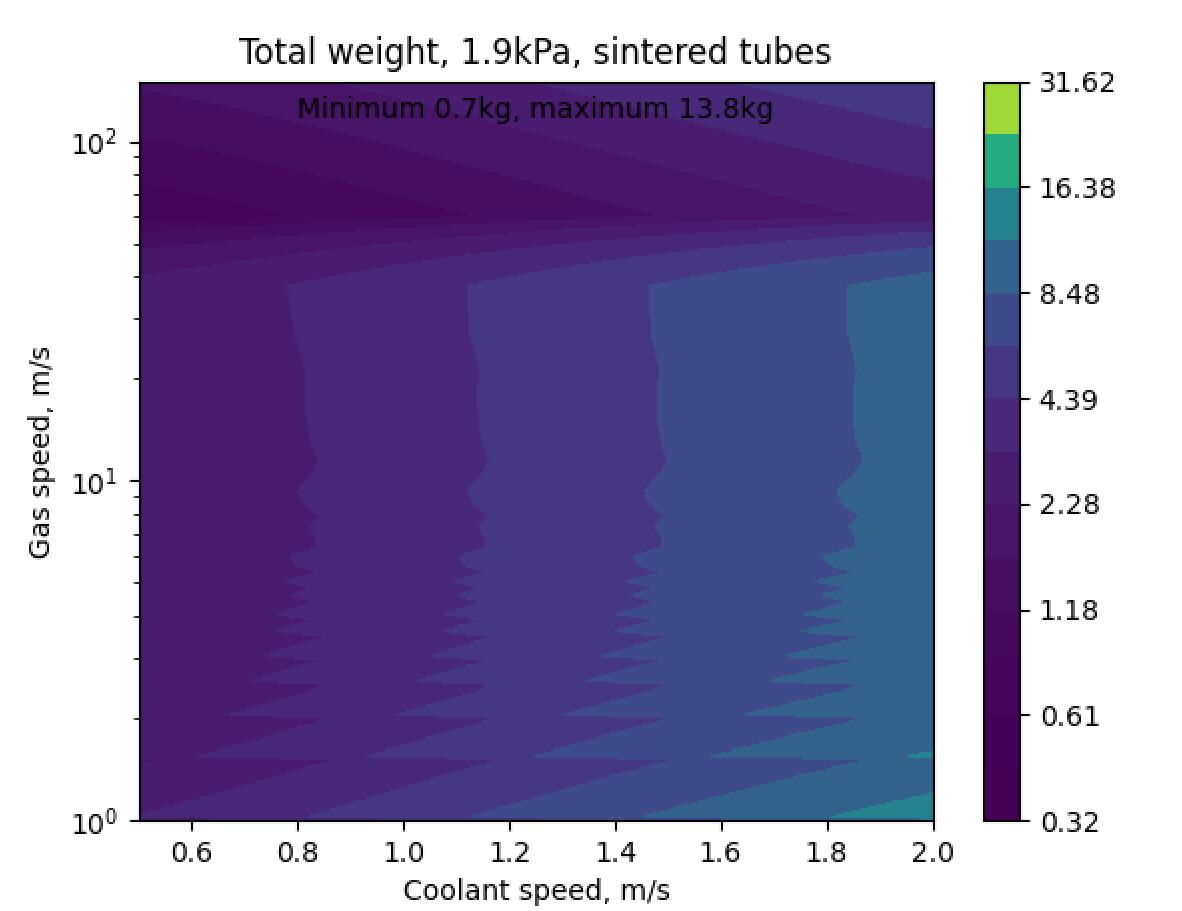 Total weight, 1.9kPa, sintered tubes
Minimum 0.7kg, maximum 13.8kg
Gas speed, m/s
10²
10¹
10⁰
0.6 0.8 1.0 1.2 1.4 1.6 1.8 2.0
Coolant speed, m/s
31.62
16.38
8.48
4.39
2.28
1.18
0.61
0.32